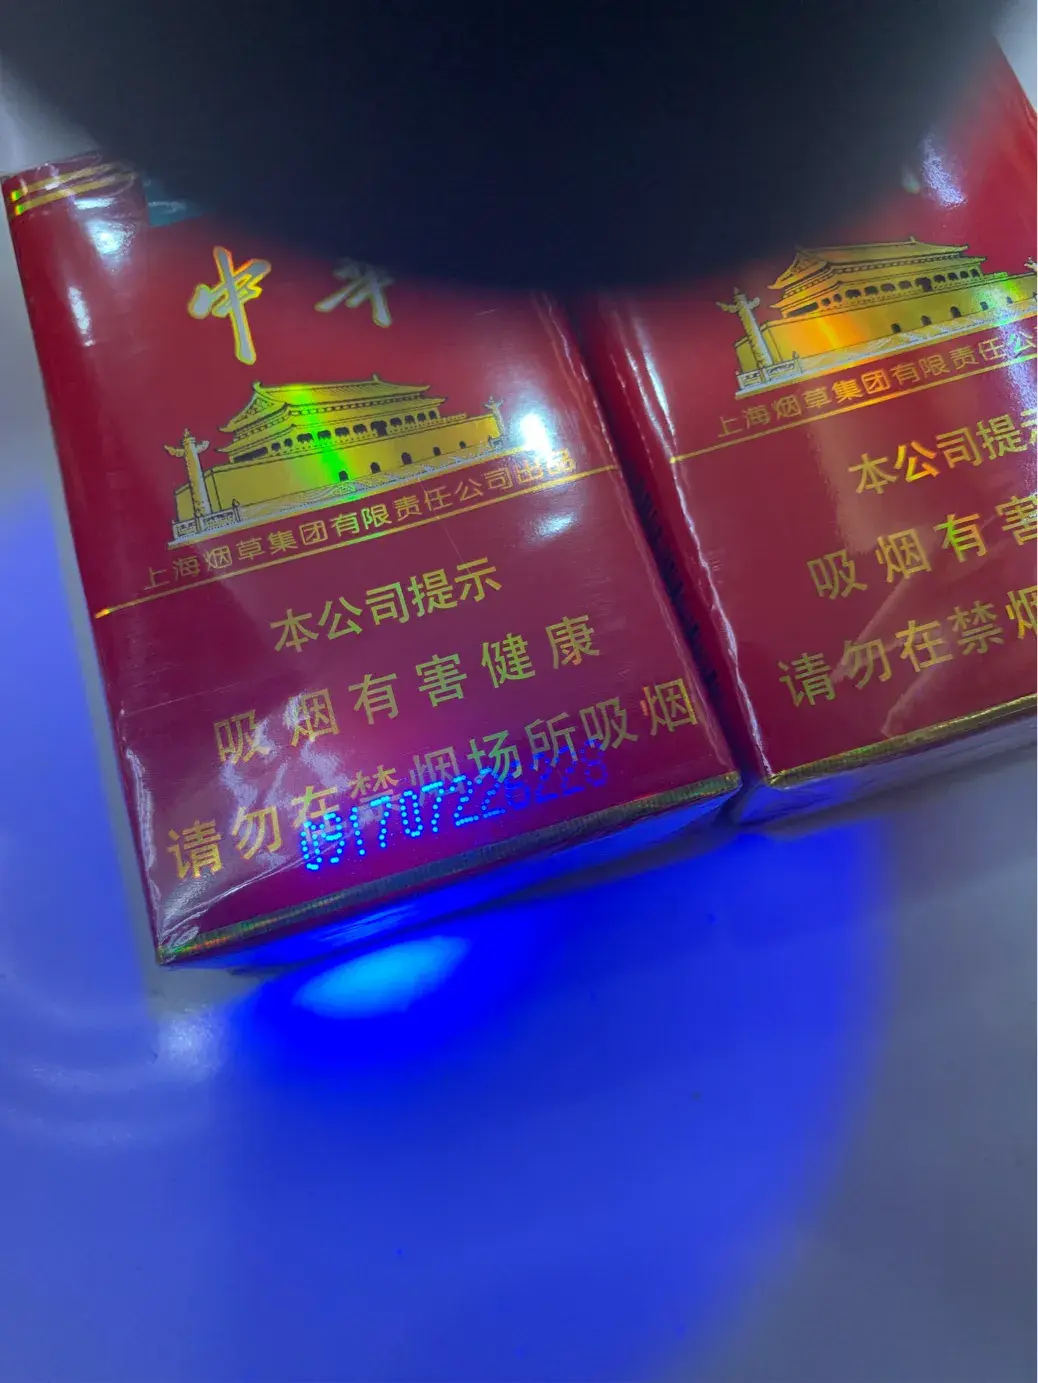 中华
上海烟草集团有限责任公司出品
本公司提示
吸烟有害健康
请勿在禁烟场所吸烟
091707226228
上海烟草集团有限责任公
本公司提示
吸烟有害
请勿在禁烟